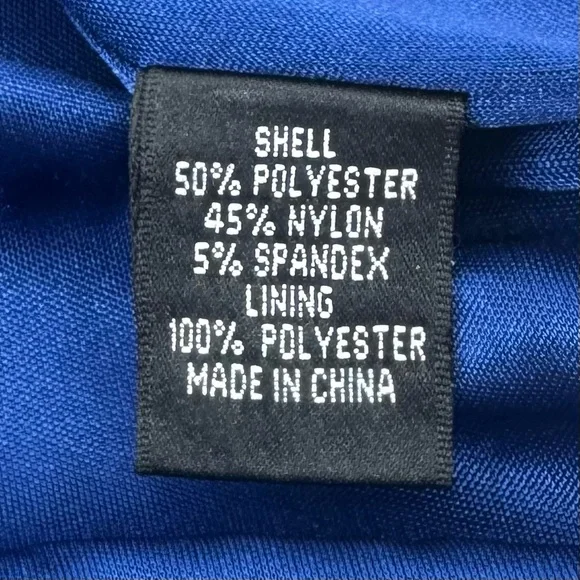 SHELL
50% POLYESTER
45% NYLON
5% SPANDEX
LINING
100% POLYESTER
MADE IN CHINA